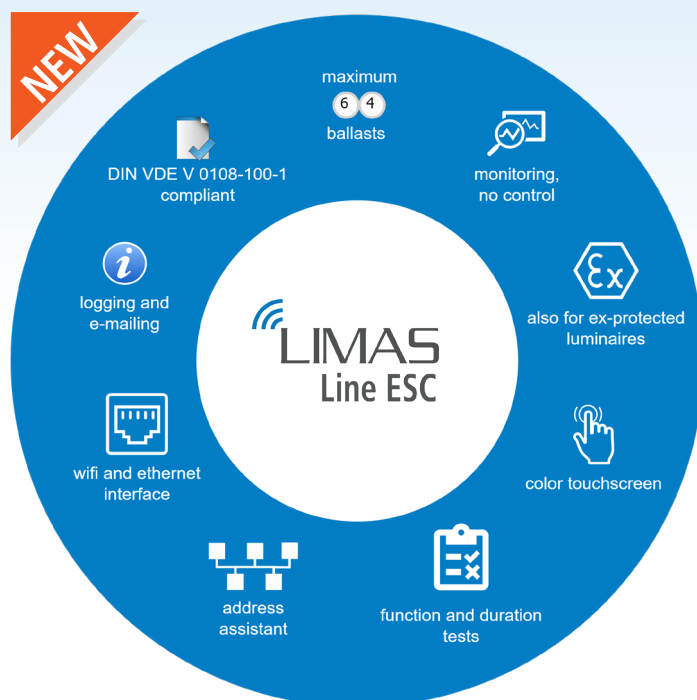 NEW
maximum
6 4
ballasts
DIN VDE V 0108-100-1
compliant
monitoring,
no control
Ex
also for ex-protected
luminaires
logging and
e-mailing
i
LIMAS
Line ESC
wifi and ethernet
interface
color touchscreen
address
assistant
function and duration
tests